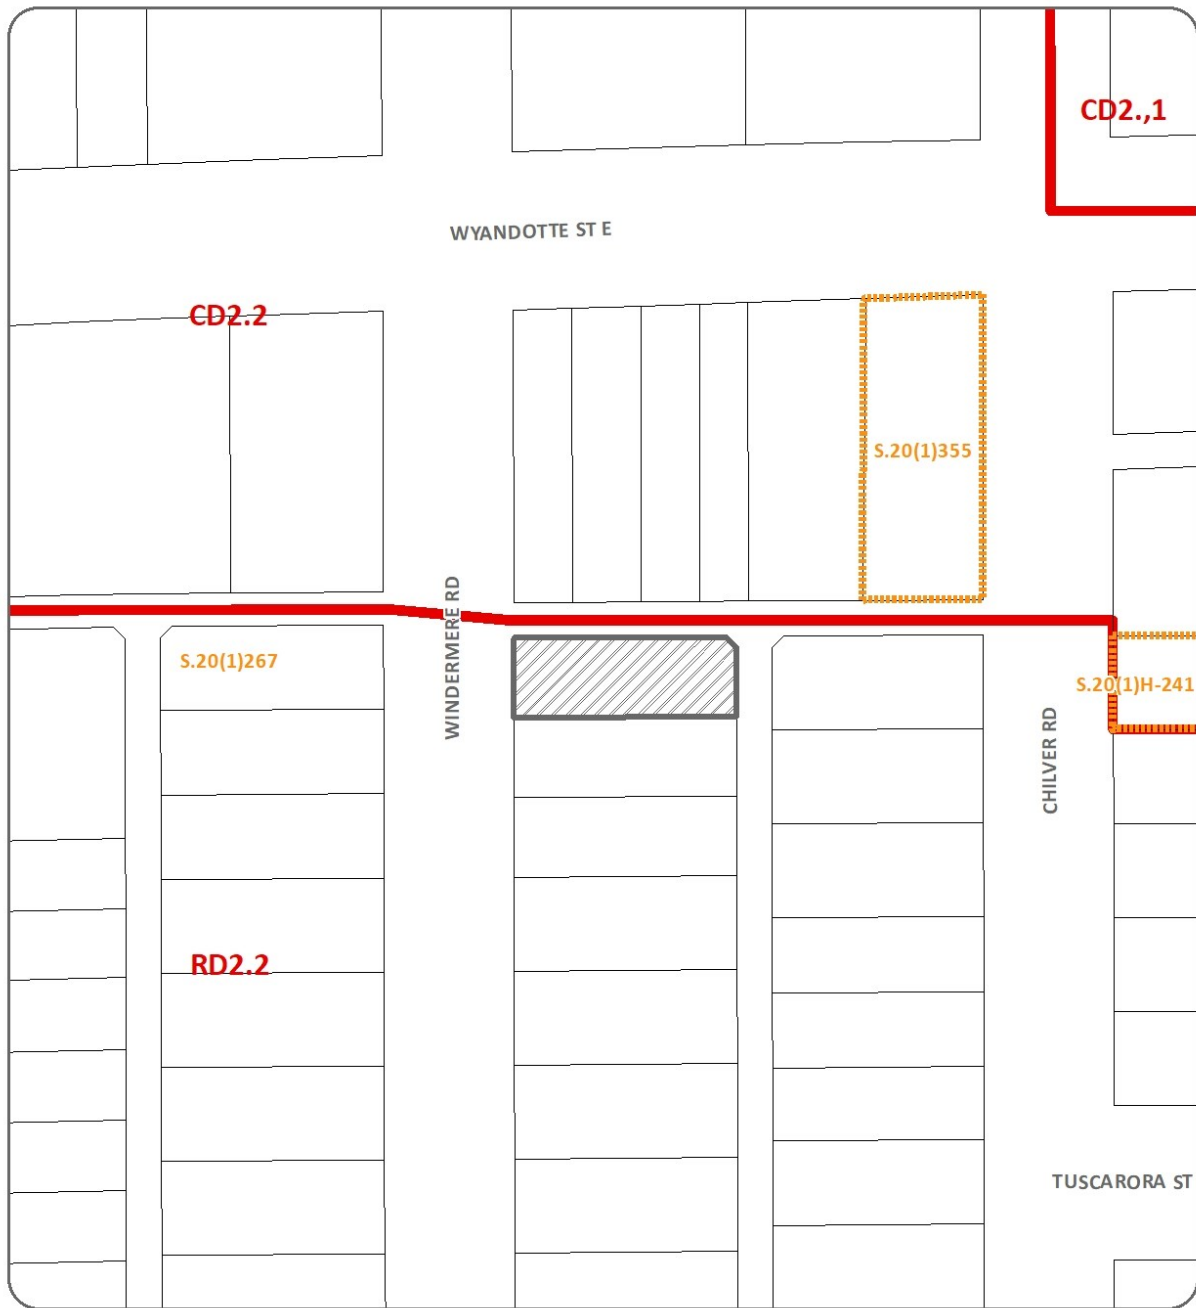 CD2.,1
WYANDOTTE ST E
CD2.2
S.20(1)355
WINDERMERE RD
S.20(1)267
S.20(1)H-241
CHILVER RD
RD2.2
TUSCARORA ST